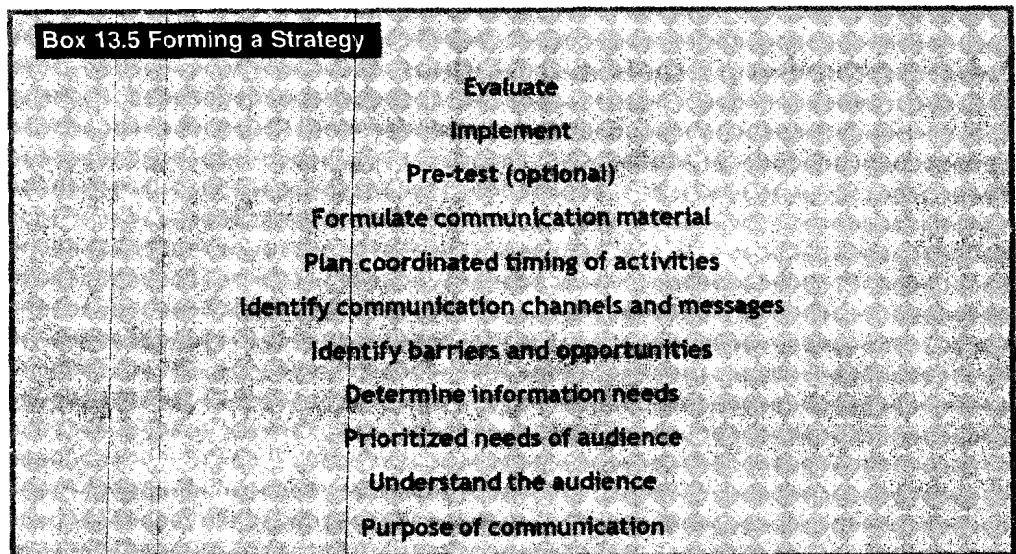 Box 13.5 Forming a Strategy
Evaluate
Implement
Pre-test (optional)
Formulate communication material
Plan coordinated timing of activities
Identify communication channels and messages
Identify barriers and opportunities
Determine information needs
Prioritized needs of audience
Understand the audience
Purpose of communication